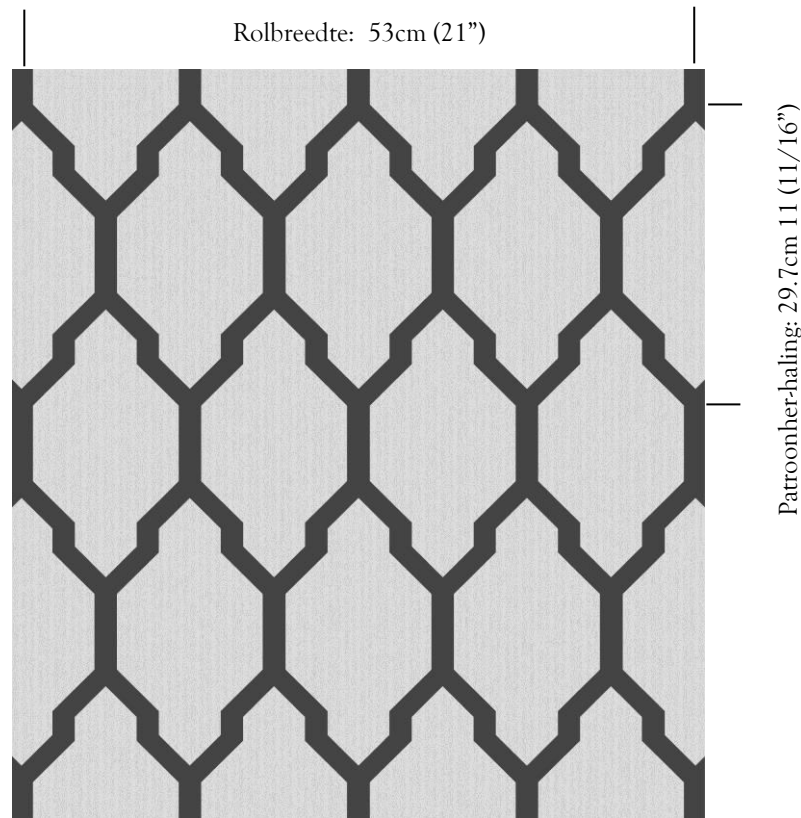 Rolbreedte: 53cm (21”)
Patroonher-haling: 29.7cm 11 (11/16”)